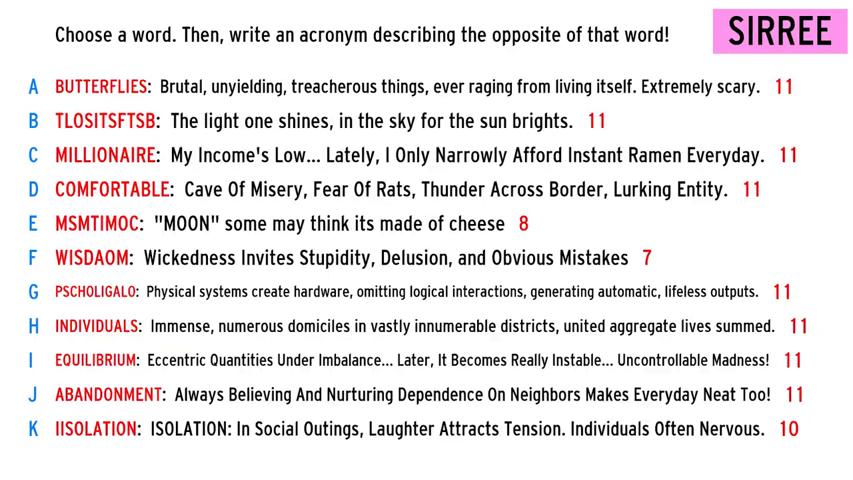 Choose a word. Then, write an acronym describing the opposite of that word! SIRREE
A BUTTERFLIES: Brutal, unyielding, treacherous things, ever raging from living itself. Extremely scary. 11
B TLOSITSFTSB: The light one shines, in the sky for the sun brights. 11
C MILLIONAIRE: My Income's Low... Lately, I Only Narrowly Afford Instant Ramen Everyday. 11
D COMFORTABLE: Cave Of Misery, Fear Of Rats, Thunder Across Border, Lurking Entity. 11
E MSMTIMOC: "MOON" some may think its made of cheese 8
F WISDAOM: Wickedness Invites Stupidity, Delusion, and Obvious Mistakes 7
G PSCHOLIGALO: Physical systems create hardware, omitting logical interactions, generating automatic, lifeless outputs. 11
H INDIVIDUALS: Immense, numerous domiciles in vastly innumerable districts, united aggregate lives summed. 11
I EQUILIBRIUM: Eccentric Quantities Under Imbalance... Later, It Becomes Really Instable... Uncontrollable Madness! 11
J ABANDONMENT: Always Believing And Nurturing Dependence On Neighbors Makes Everyday Neat Too! 11
K IISOLATION: ISOLATION: In Social Outings, Laughter Attracts Tension. Individuals Often Nervous. 10